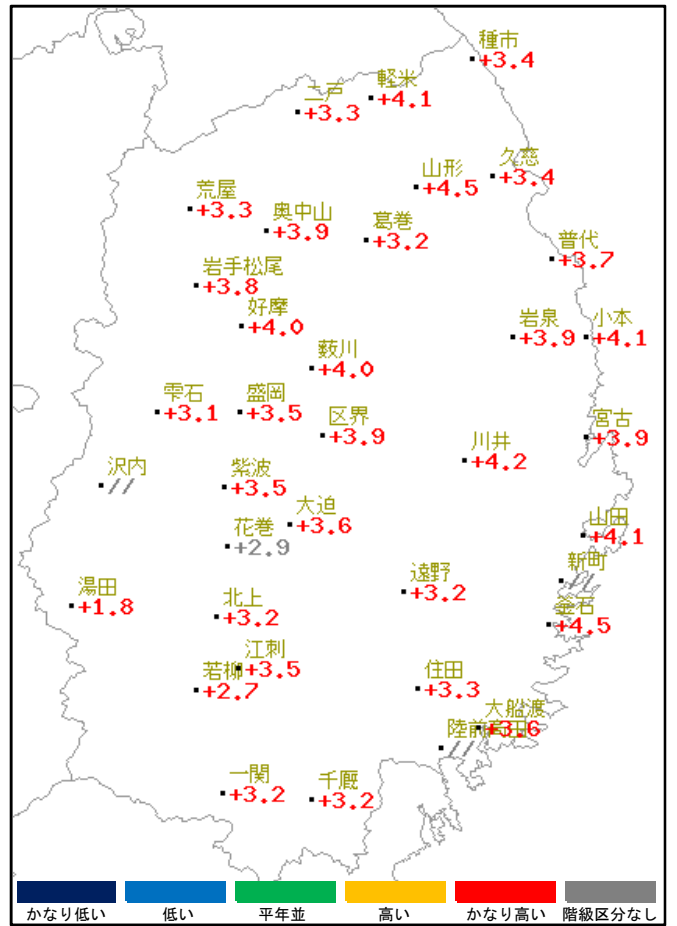 種市
+3.4
軽米
+4.1
二戸
+3.3
久慈
+3.4
山形
+4.5
荒屋
+3.3
奥中山
+3.9
葛巻
+3.2
普代
+3.7
岩手松尾
+3.8
好摩
+4.0
岩泉
+3.9
小本
+4.1
薮川
+4.0
雫石
+3.1
盛岡
+3.5
区界
+3.9
宮古
+3.9
川井
+4.2
沢内
//
紫波
+3.5
大迫
+3.6
花巻
+2.9
山田
+4.1
新町
//
遠野
+3.2
湯田
+1.8
北上
+3.2
釜石
+4.5
江刺
+3.5
若柳
+2.7
住田
+3.3
大船渡
+3.6
陸前高田
//
一関
+3.2
千厩
+3.2
かなり低い 低い 平年並 高い かなり高い 階級区分なし